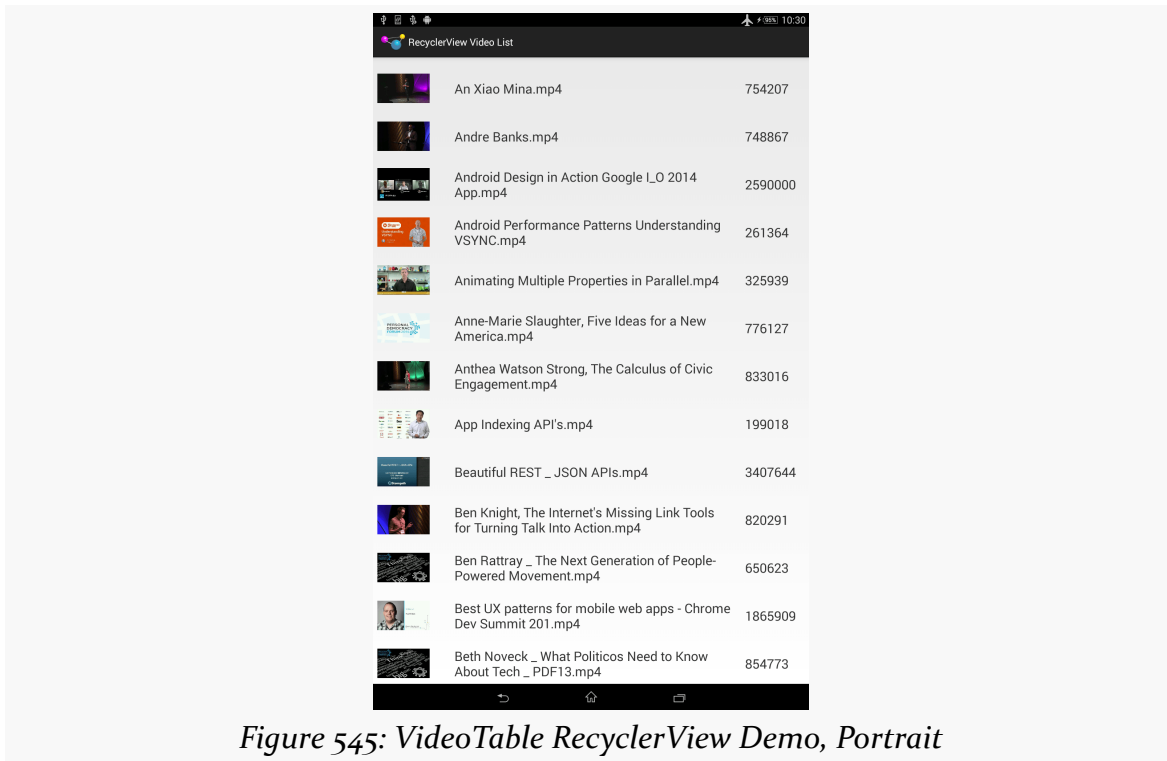 95% 10:30
RecyclerView Video List
An Xiao Mina.mp4 754207
Andre Banks.mp4 748867
Android Design in Action Google I_O 2014
App.mp4 2590000
Android Performance Patterns Understanding
VSYNC.mp4 261364
Animating Multiple Properties in Parallel.mp4 325939
Anne-Marie Slaughter, Five Ideas for a New
America.mp4 776127
Anthea Watson Strong, The Calculus of Civic
Engagement.mp4 833016
App Indexing API's.mp4 199018
Beautiful REST _ JSON APIs.mp4 3407644
Ben Knight, The Internet's Missing Link Tools
for Turning Talk Into Action.mp4 820291
Ben Rattray _ The Next Generation of People-
Powered Movement.mp4 650623
Best UX patterns for mobile web apps - Chrome
Dev Summit 201.mp4 1865909
Beth Noveck _ What Politicos Need to Know
About Tech _ PDF13.mp4 854773
Figure 545: VideoTable RecyclerView Demo, Portrait